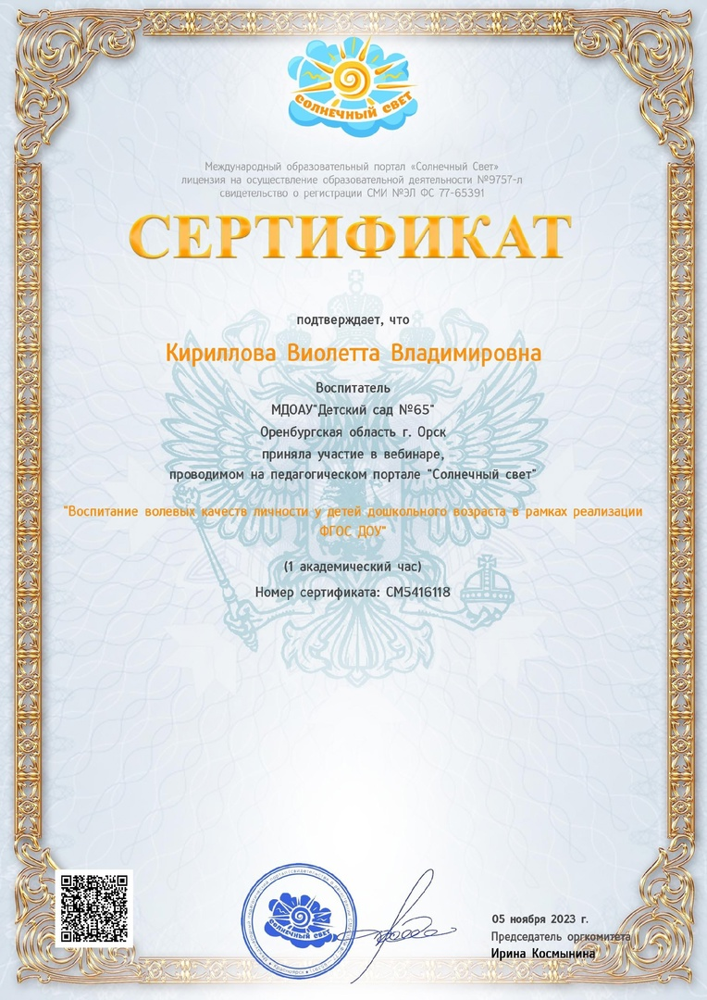 СОЛНЕЧНЫЙ СВЕТ
Международный образовательный портал «Солнечный Свет»
лицензия на осуществление образовательной деятельности №9757-л
свидетельство о регистрации СМИ №ЭЛ ФС 77-65391
СЕРТИФИКАТ
подтверждает, что
Кириллова Виолетта Владимировна
Воспитатель
МДОАУ"Детский сад №65"
Оренбургская область г. Орск
приняла участие в вебинаре,
проводимом на педагогическом портале "Солнечный свет"
"Воспитание волевых качеств личности у детей дошкольного возраста в рамках реализации
ФГОС ДОУ"
(1 академический час)
Номер сертификата: СМ5416118
СОЛНЕЧНЫЙ СВЕТ
05 ноября 2023 г.
Председатель оргкомитета
Ирина Космынина